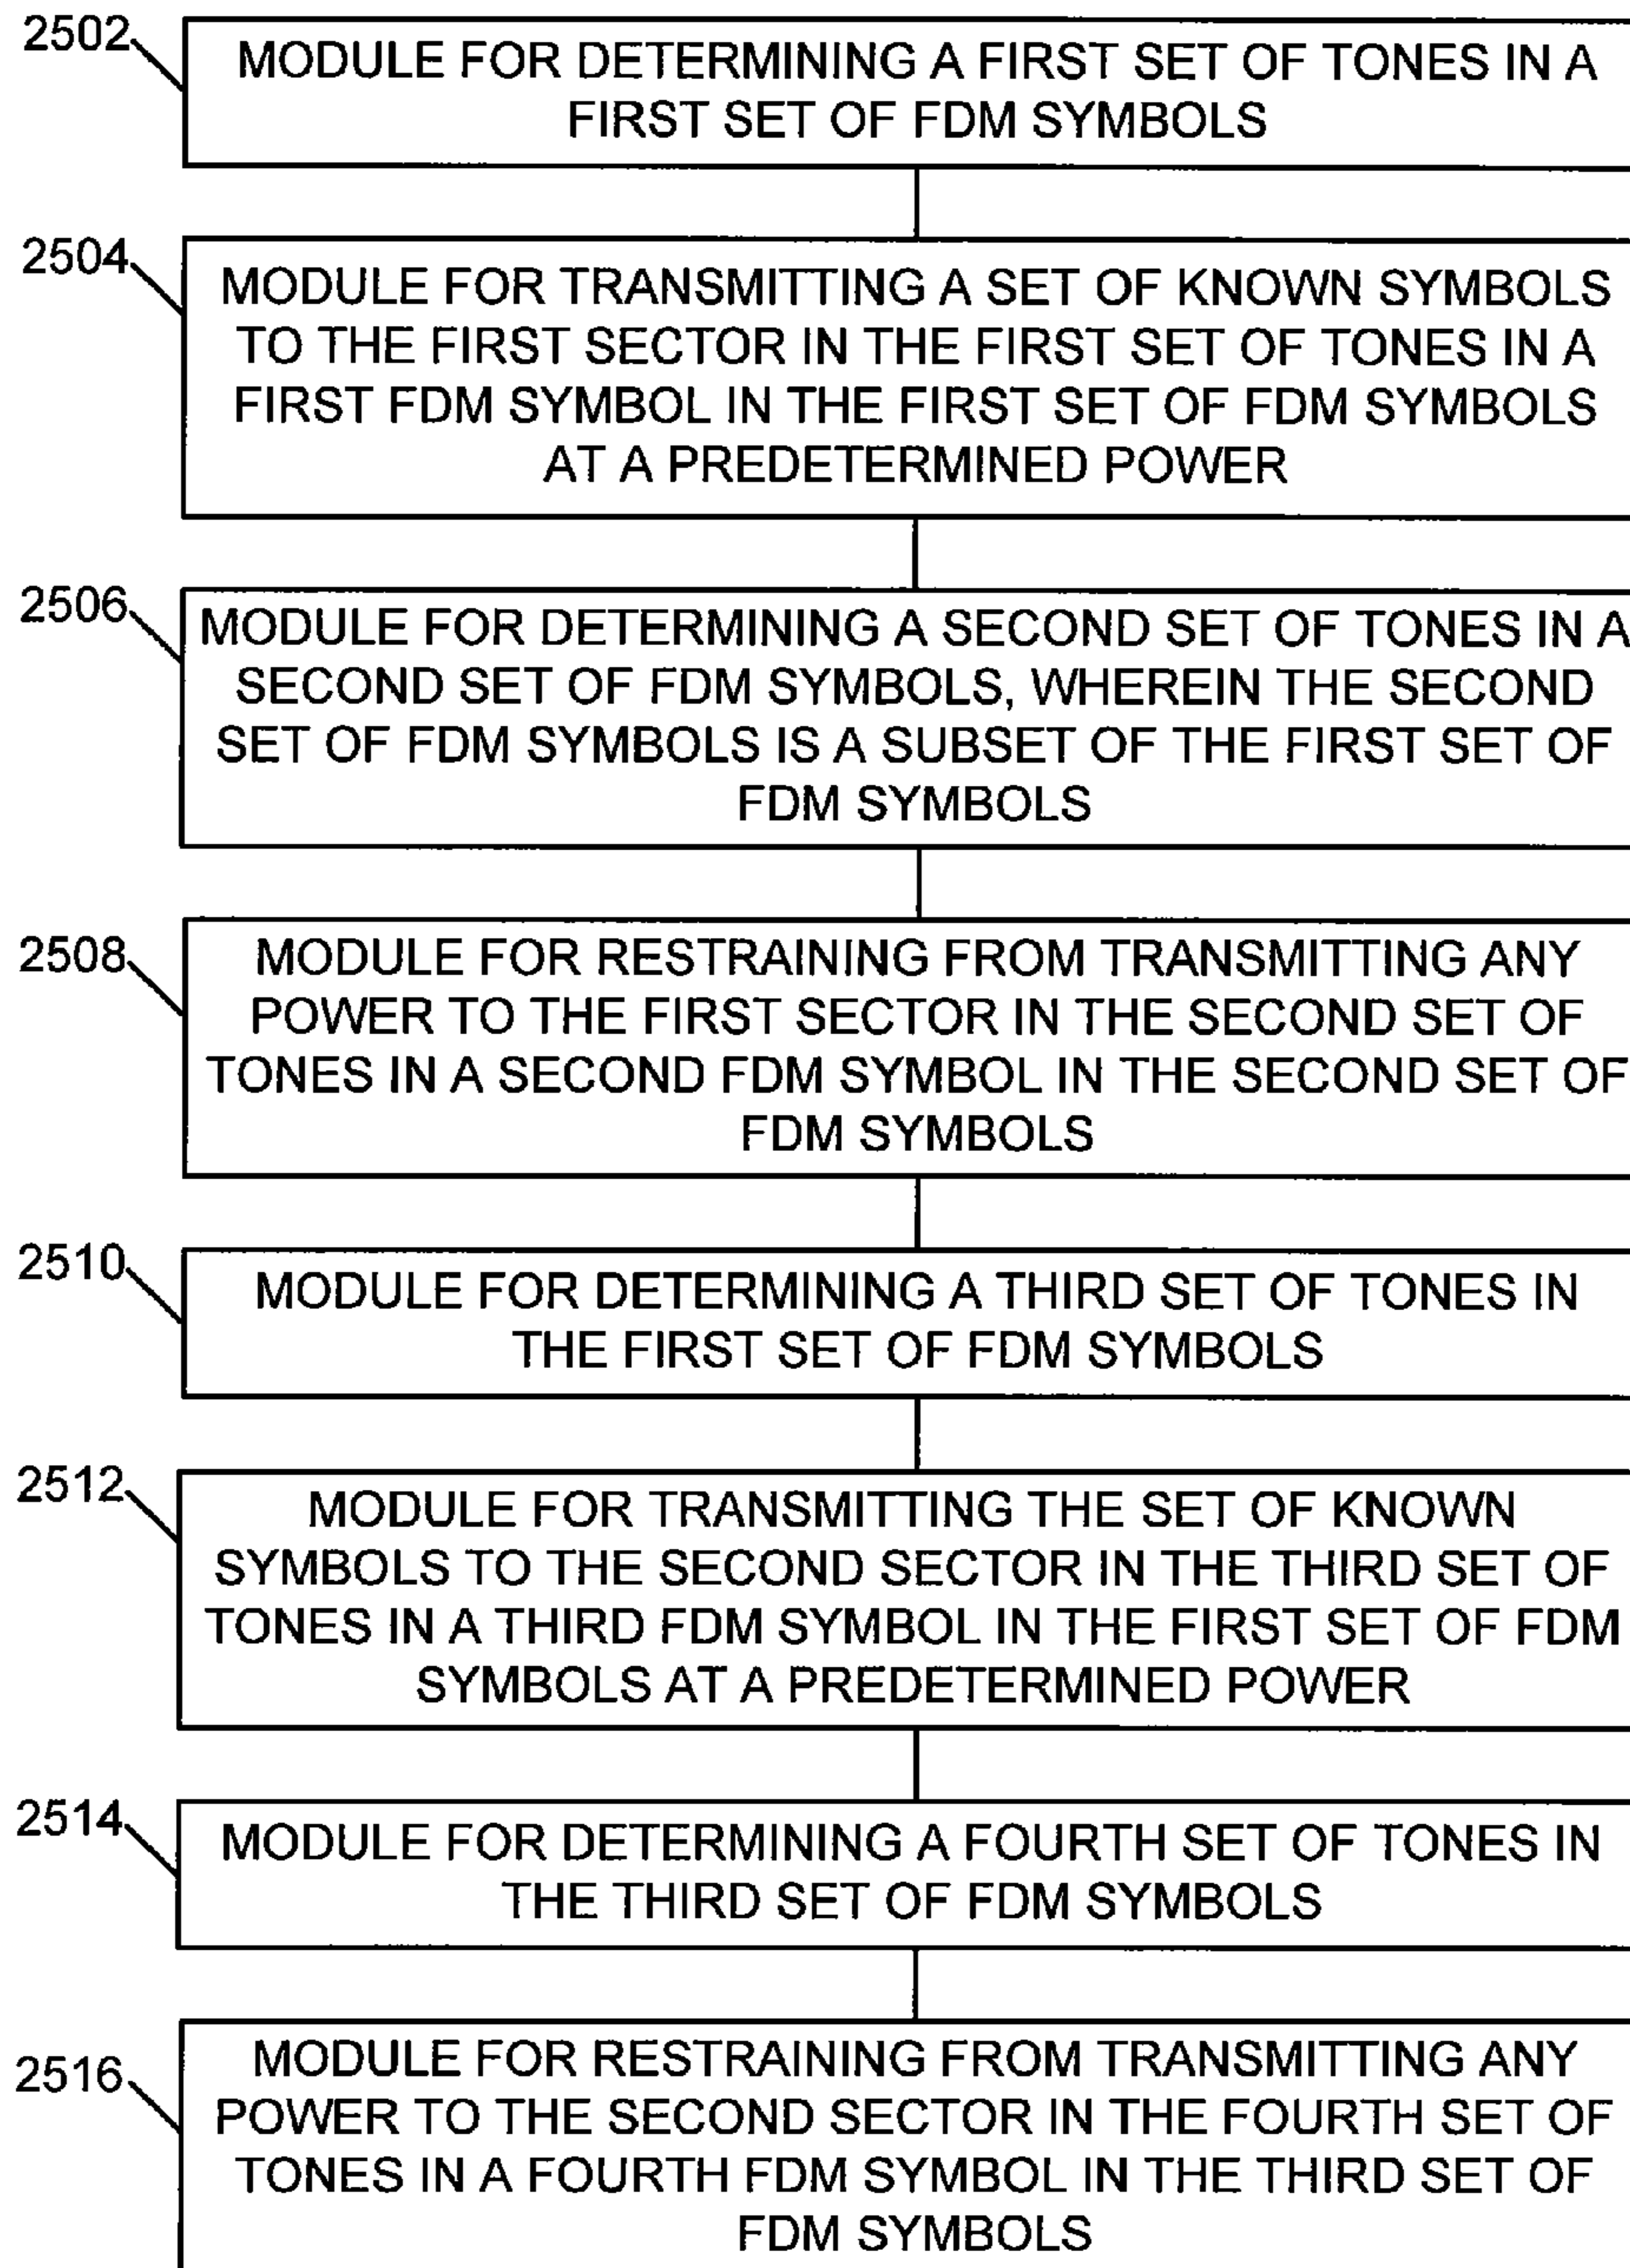 2502
MODULE FOR DETERMINING A FIRST SET OF TONES IN A
FIRST SET OF FDM SYMBOLS
2504
MODULE FOR TRANSMITTING A SET OF KNOWN SYMBOLS
TO THE FIRST SECTOR IN THE FIRST SET OF TONES IN A
FIRST FDM SYMBOL IN THE FIRST SET OF FDM SYMBOLS
AT A PREDETERMINED POWER
2506
MODULE FOR DETERMINING A SECOND SET OF TONES IN A
SECOND SET OF FDM SYMBOLS, WHEREIN THE SECOND
SET OF FDM SYMBOLS IS A SUBSET OF THE FIRST SET OF
FDM SYMBOLS
2508
MODULE FOR RESTRAINING FROM TRANSMITTING ANY
POWER TO THE FIRST SECTOR IN THE SECOND SET OF
TONES IN A SECOND FDM SYMBOL IN THE SECOND SET OF
FDM SYMBOLS
2510
MODULE FOR DETERMINING A THIRD SET OF TONES IN
THE FIRST SET OF FDM SYMBOLS
2512
MODULE FOR TRANSMITTING THE SET OF KNOWN
SYMBOLS TO THE SECOND SECTOR IN THE THIRD SET OF
TONES IN A THIRD FDM SYMBOL IN THE FIRST SET OF FDM
SYMBOLS AT A PREDETERMINED POWER
2514
MODULE FOR DETERMINING A FOURTH SET OF TONES IN
THE THIRD SET OF FDM SYMBOLS
2516
MODULE FOR RESTRAINING FROM TRANSMITTING ANY
POWER TO THE SECOND SECTOR IN THE FOURTH SET OF
TONES IN A FOURTH FDM SYMBOL IN THE THIRD SET OF
FDM SYMBOLS